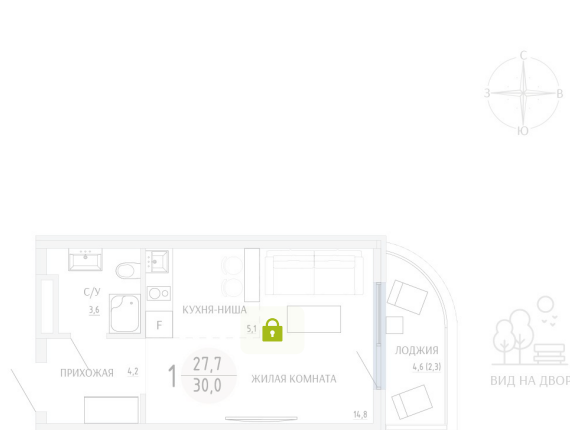 С
З
В
Ю
С/У
3,6
КУХНЯ-НИША
5,1
F
ПРИХОЖАЯ
4,2
1
27,7
30,0
ЖИЛАЯ КОМНАТА
14,8
ЛОДЖИЯ
4,6 (2,3)
ВИД НА ДВОР